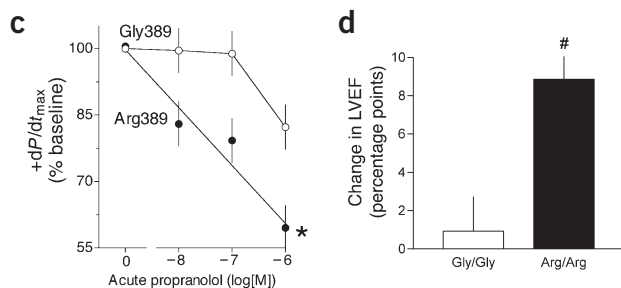 c
Gly389
Arg389
+dP/dtmax
(% baseline)
100
85
70
55
0
−8
−7
−6
*
Acute propranolol (log[M])
d
#
Change in LVEF
(percentage points)
10
8
6
4
2
0
Gly/Gly
Arg/Arg